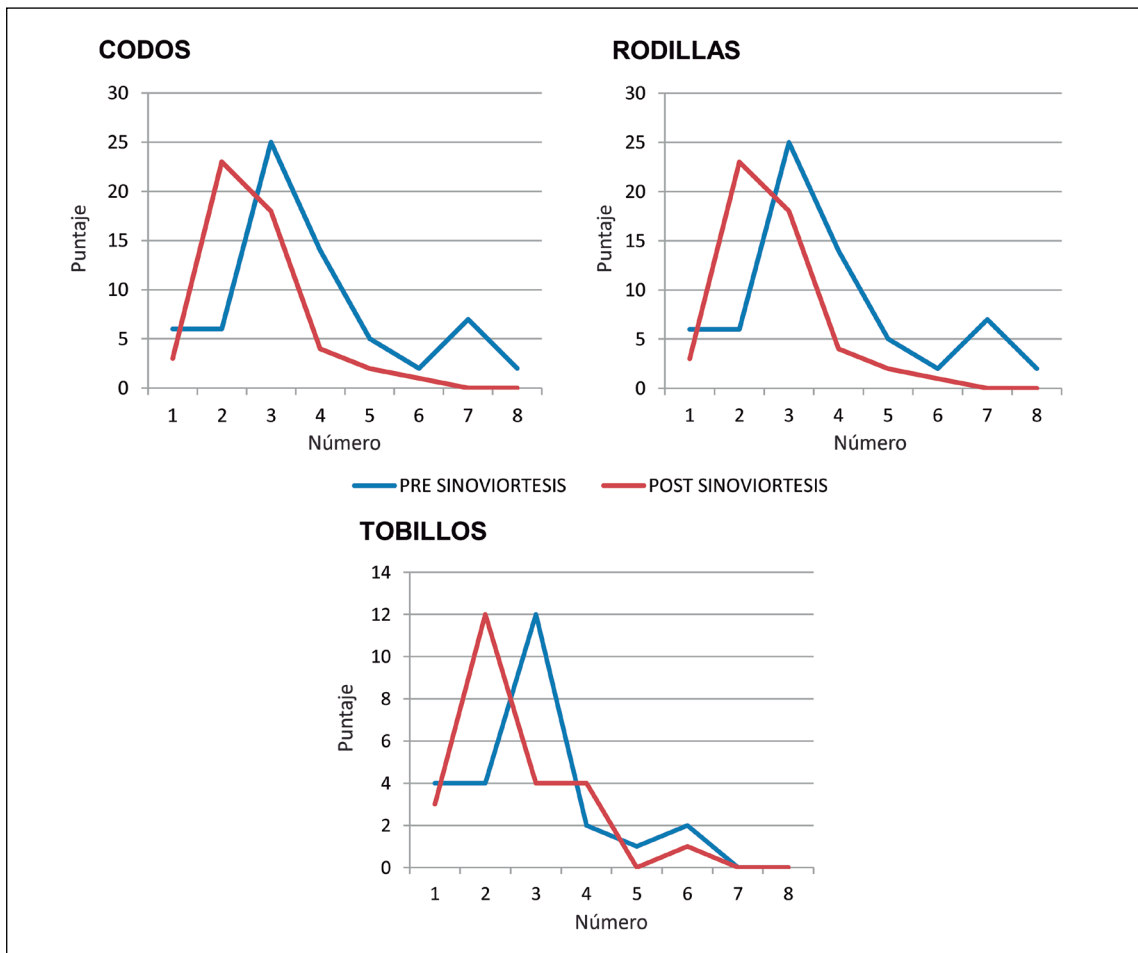 CODOS
30
25
20
15
10
5
0
Puntaje
1 2 3 4 5 6 7 8
Número
RODILLAS
30
25
20
15
10
5
0
Puntaje
1 2 3 4 5 6 7 8
Número
PRE SINOVIORTESIS POST SINOVIORTESIS
TOBILLOS
14
12
10
8
6
4
2
0
Puntaje
1 2 3 4 5 6 7 8
Número